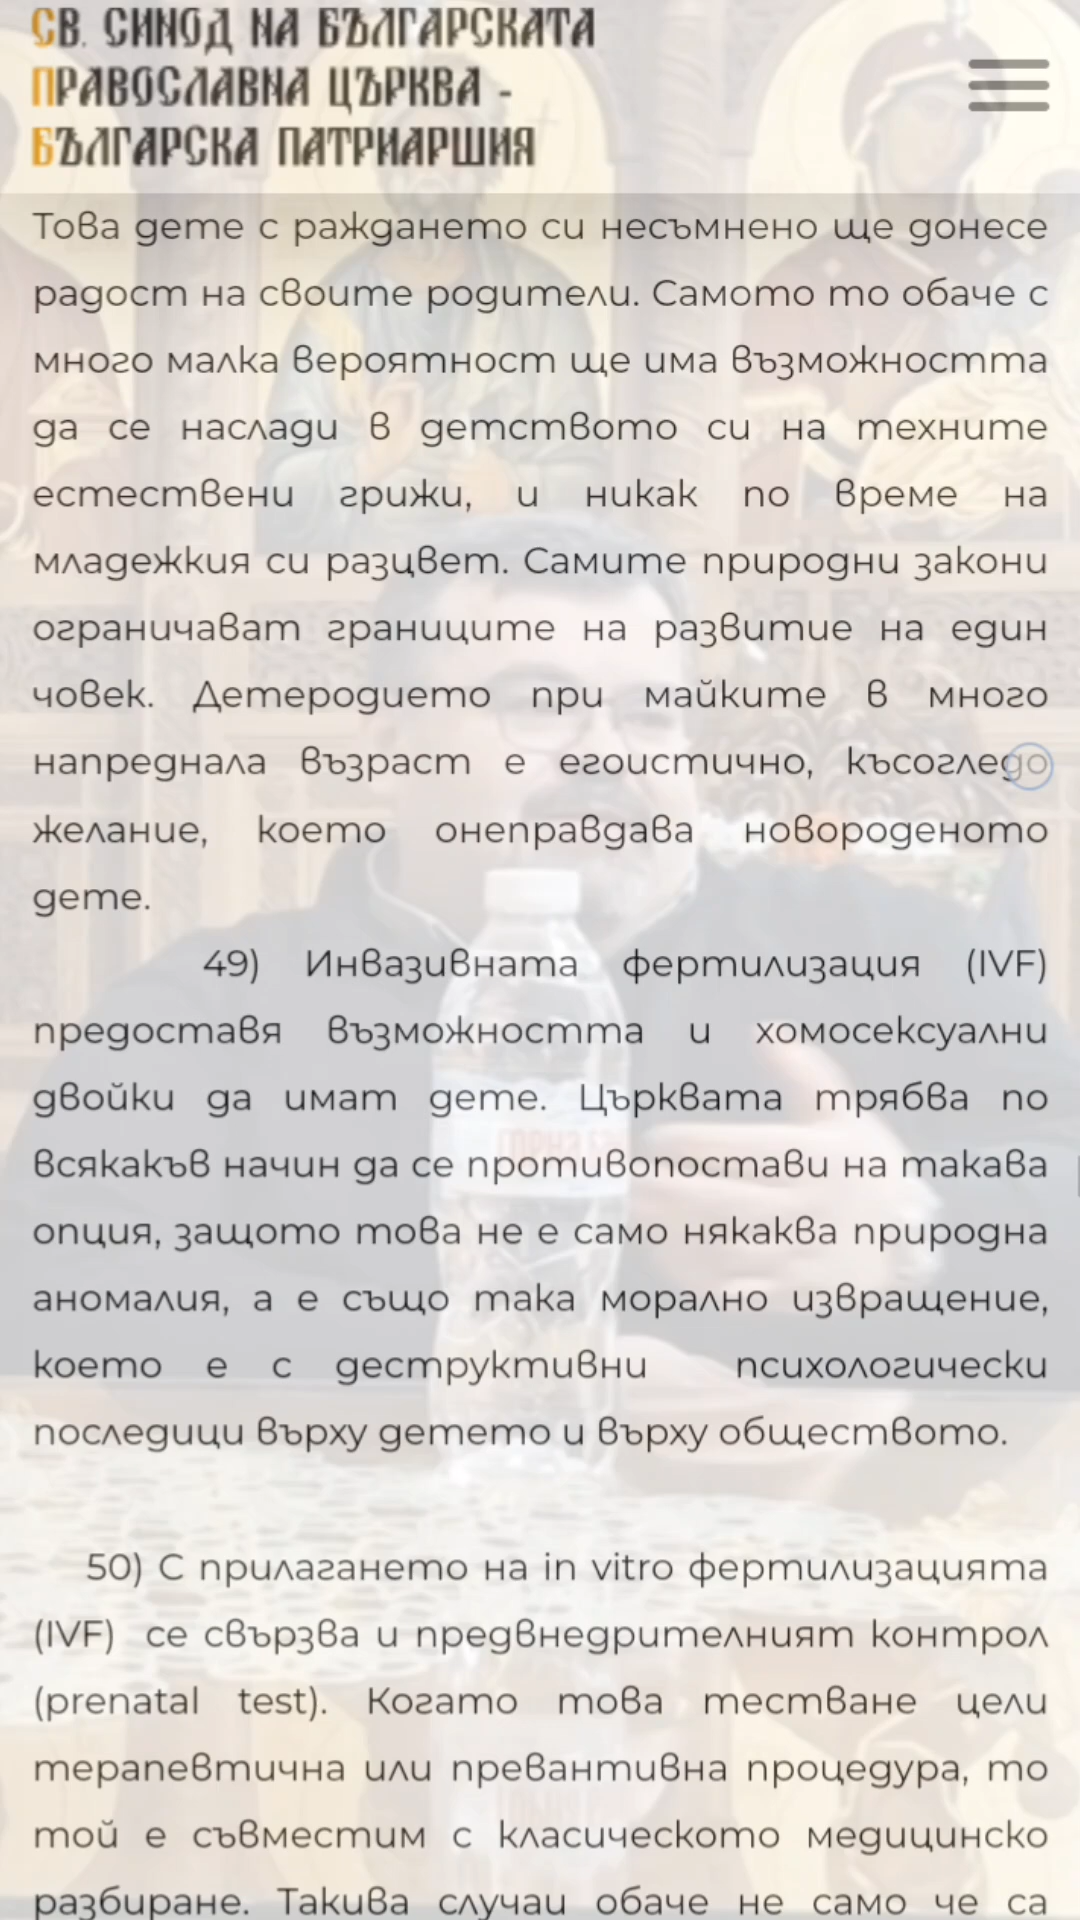 СВ. СИНОД НА БЪЛГАРСКАТА
ПРАВОСЛАВНА ЦЪРКВА -
БЪЛГАРСКА ПАТРИАРШИЯ
Това дете с раждането си несъмнено ще донесе
радост на своите родители. Самото то обаче с
много малка вероятност ще има възможността
да се наслади в детството си на техните
естествени грижи, и никак по време на
младежкия си разцвет. Самите природни закони
ограничават границите на развитие на един
човек. Детеродието при майките в много
напреднала възраст е егоистично, късогледо
желание, което онеправдава новороденото
дете.
49) Инвазивната фертилизация (IVF)
предоставя възможността и хомосексуални
двойки да имат дете. Църквата трябва по
всякакъв начин да се противопостави на такава
опция, защото това не е само някаква природна
аномалия, а е също така морално извращение,
което е с деструктивни психологически
последици върху детето и върху обществото.
50) С прилагането на in vitro фертилизацията
(IVF) се свързва и предвнедрителният контрол
(prenatal test). Когато това тестване цели
терапевтична или превантивна процедура, то
той е съвместим с класическото медицинско
разбиране. Такива случаи обаче не само че са